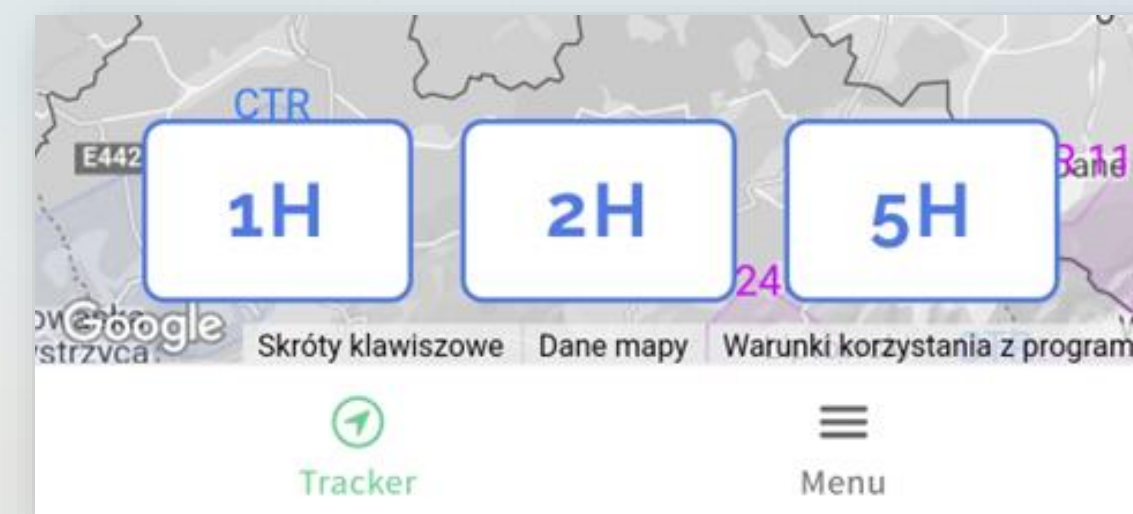 CTR
E442
1H
2H
5H
24
Google
Skróty klawiszowe
Dane mapy
Warunki korzystania z program
Tracker
Menu